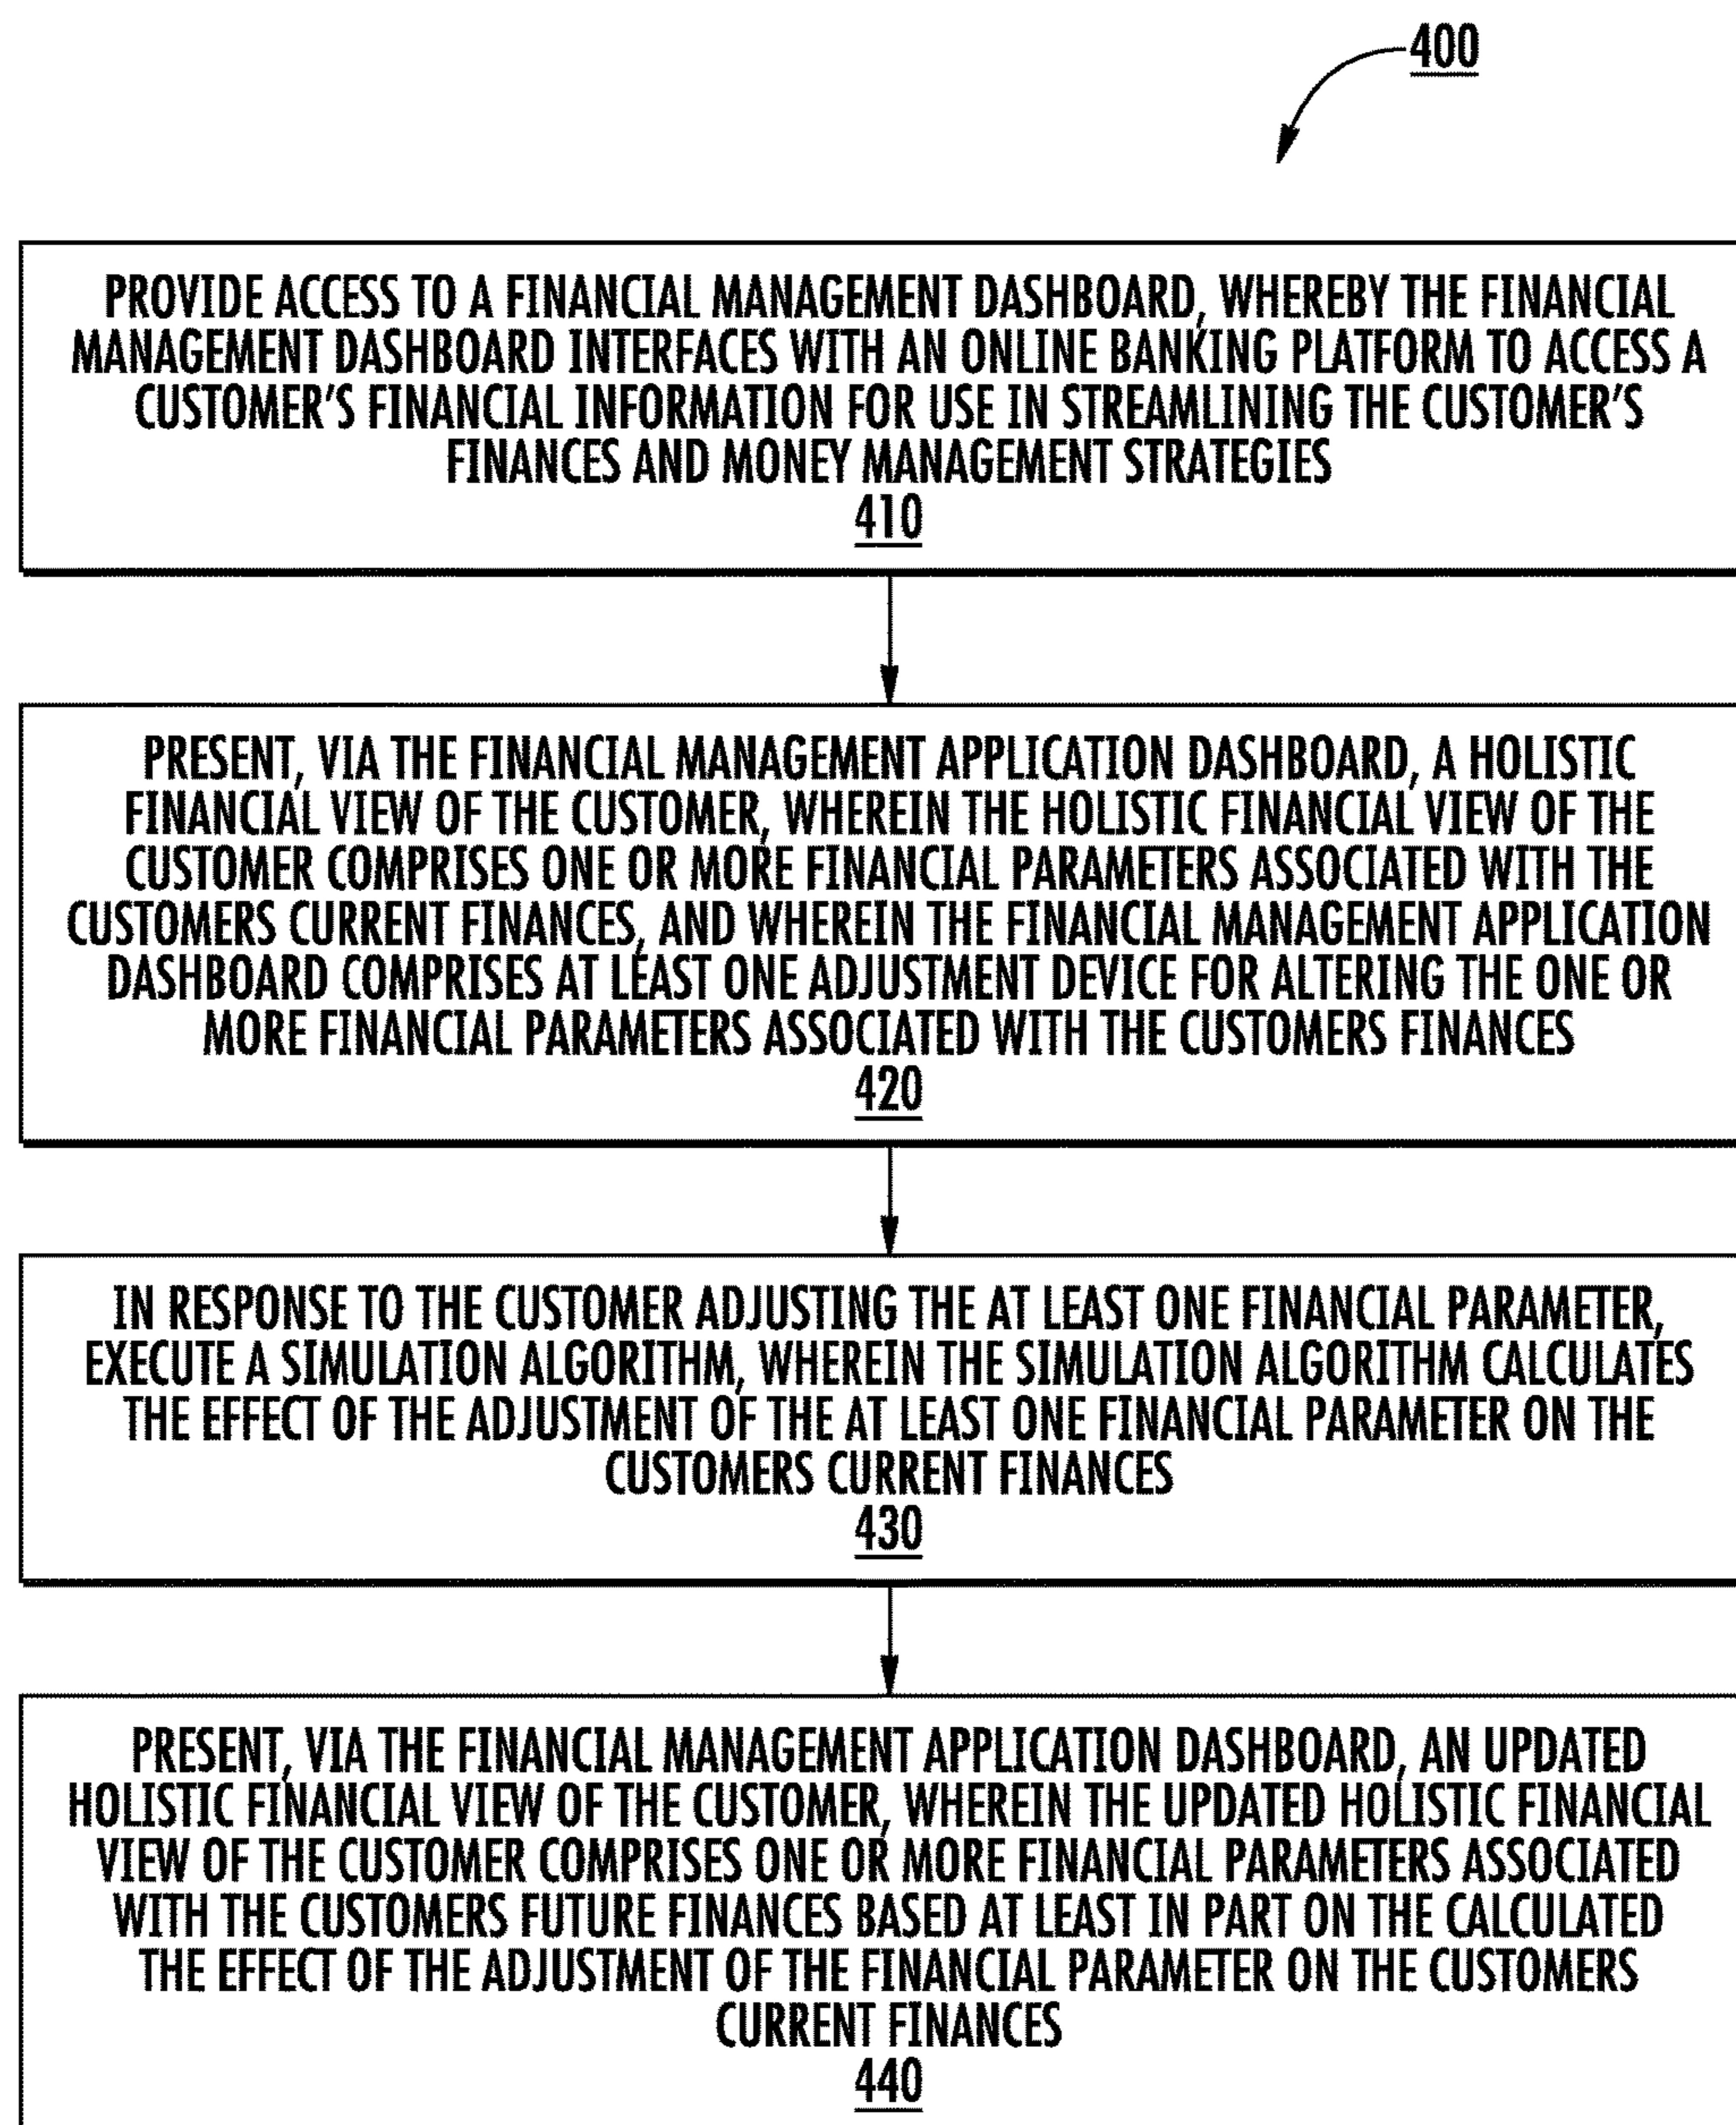 400
PROVIDE ACCESS TO A FINANCIAL MANAGEMENT DASHBOARD, WHEREBY THE FINANCIAL
MANAGEMENT DASHBOARD INTERFACES WITH AN ONLINE BANKING PLATFORM TO ACCESS A
CUSTOMER'S FINANCIAL INFORMATION FOR USE IN STREAMLINING THE CUSTOMER'S
FINANCES AND MONEY MANAGEMENT STRATEGIES
410
PRESENT, VIA THE FINANCIAL MANAGEMENT APPLICATION DASHBOARD, A HOLISTIC
FINANCIAL VIEW OF THE CUSTOMER, WHEREIN THE HOLISTIC FINANCIAL VIEW OF THE
CUSTOMER COMPRISES ONE OR MORE FINANCIAL PARAMETERS ASSOCIATED WITH THE
CUSTOMERS CURRENT FINANCES, AND WHEREIN THE FINANCIAL MANAGEMENT APPLICATION
DASHBOARD COMPRISES AT LEAST ONE ADJUSTMENT DEVICE FOR ALTERING THE ONE OR
MORE FINANCIAL PARAMETERS ASSOCIATED WITH THE CUSTOMERS FINANCES
420
IN RESPONSE TO THE CUSTOMER ADJUSTING THE AT LEAST ONE FINANCIAL PARAMETER,
EXECUTE A SIMULATION ALGORITHM, WHEREIN THE SIMULATION ALGORITHM CALCULATES
THE EFFECT OF THE ADJUSTMENT OF THE AT LEAST ONE FINANCIAL PARAMETER ON THE
CUSTOMERS CURRENT FINANCES
430
PRESENT, VIA THE FINANCIAL MANAGEMENT APPLICATION DASHBOARD, AN UPDATED
HOLISTIC FINANCIAL VIEW OF THE CUSTOMER, WHEREIN THE UPDATED HOLISTIC FINANCIAL
VIEW OF THE CUSTOMER COMPRISES ONE OR MORE FINANCIAL PARAMETERS ASSOCIATED
WITH THE CUSTOMERS FUTURE FINANCES BASED AT LEAST IN PART ON THE CALCULATED
THE EFFECT OF THE ADJUSTMENT OF THE FINANCIAL PARAMETER ON THE CUSTOMERS
CURRENT FINANCES
440